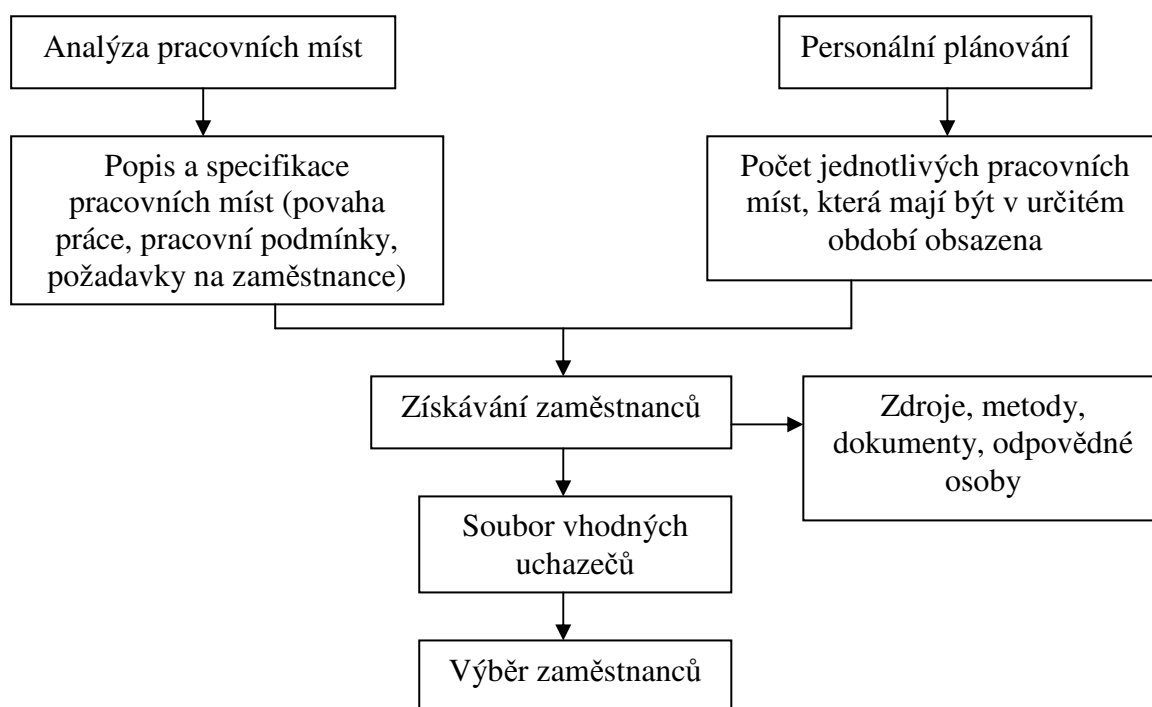 Analýza pracovních míst
Personální plánování
Popis a specifikace
pracovních míst (povaha
práce, pracovní podmínky,
požadavky na zaměstnance)
Počet jednotlivých pracovních
míst, která mají být v určitém
období obsazena
Získávání zaměstnanců
Zdroje, metody,
dokumenty, odpovědné
osoby
Soubor vhodných
uchazečů
Výběr zaměstnanců